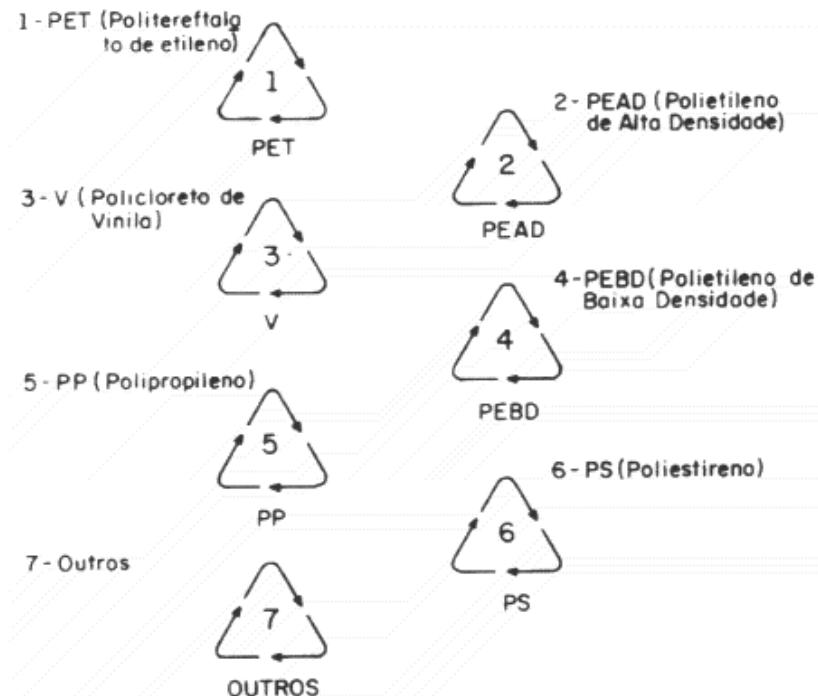 1 - PET (Politereftala
to de etileno)
1
PET
2 - PEAD (Polietileno
de Alta Densidade)
2
PEAD
3 - V (Policloreto de
Vinila)
3
V
4 - PEBD (Polietileno de
Baixa Densidade)
4
PEBD
5 - PP (Polipropileno)
5
PP
6 - PS (Poliestireno)
6
PS
7 - Outros
7
OUTROS